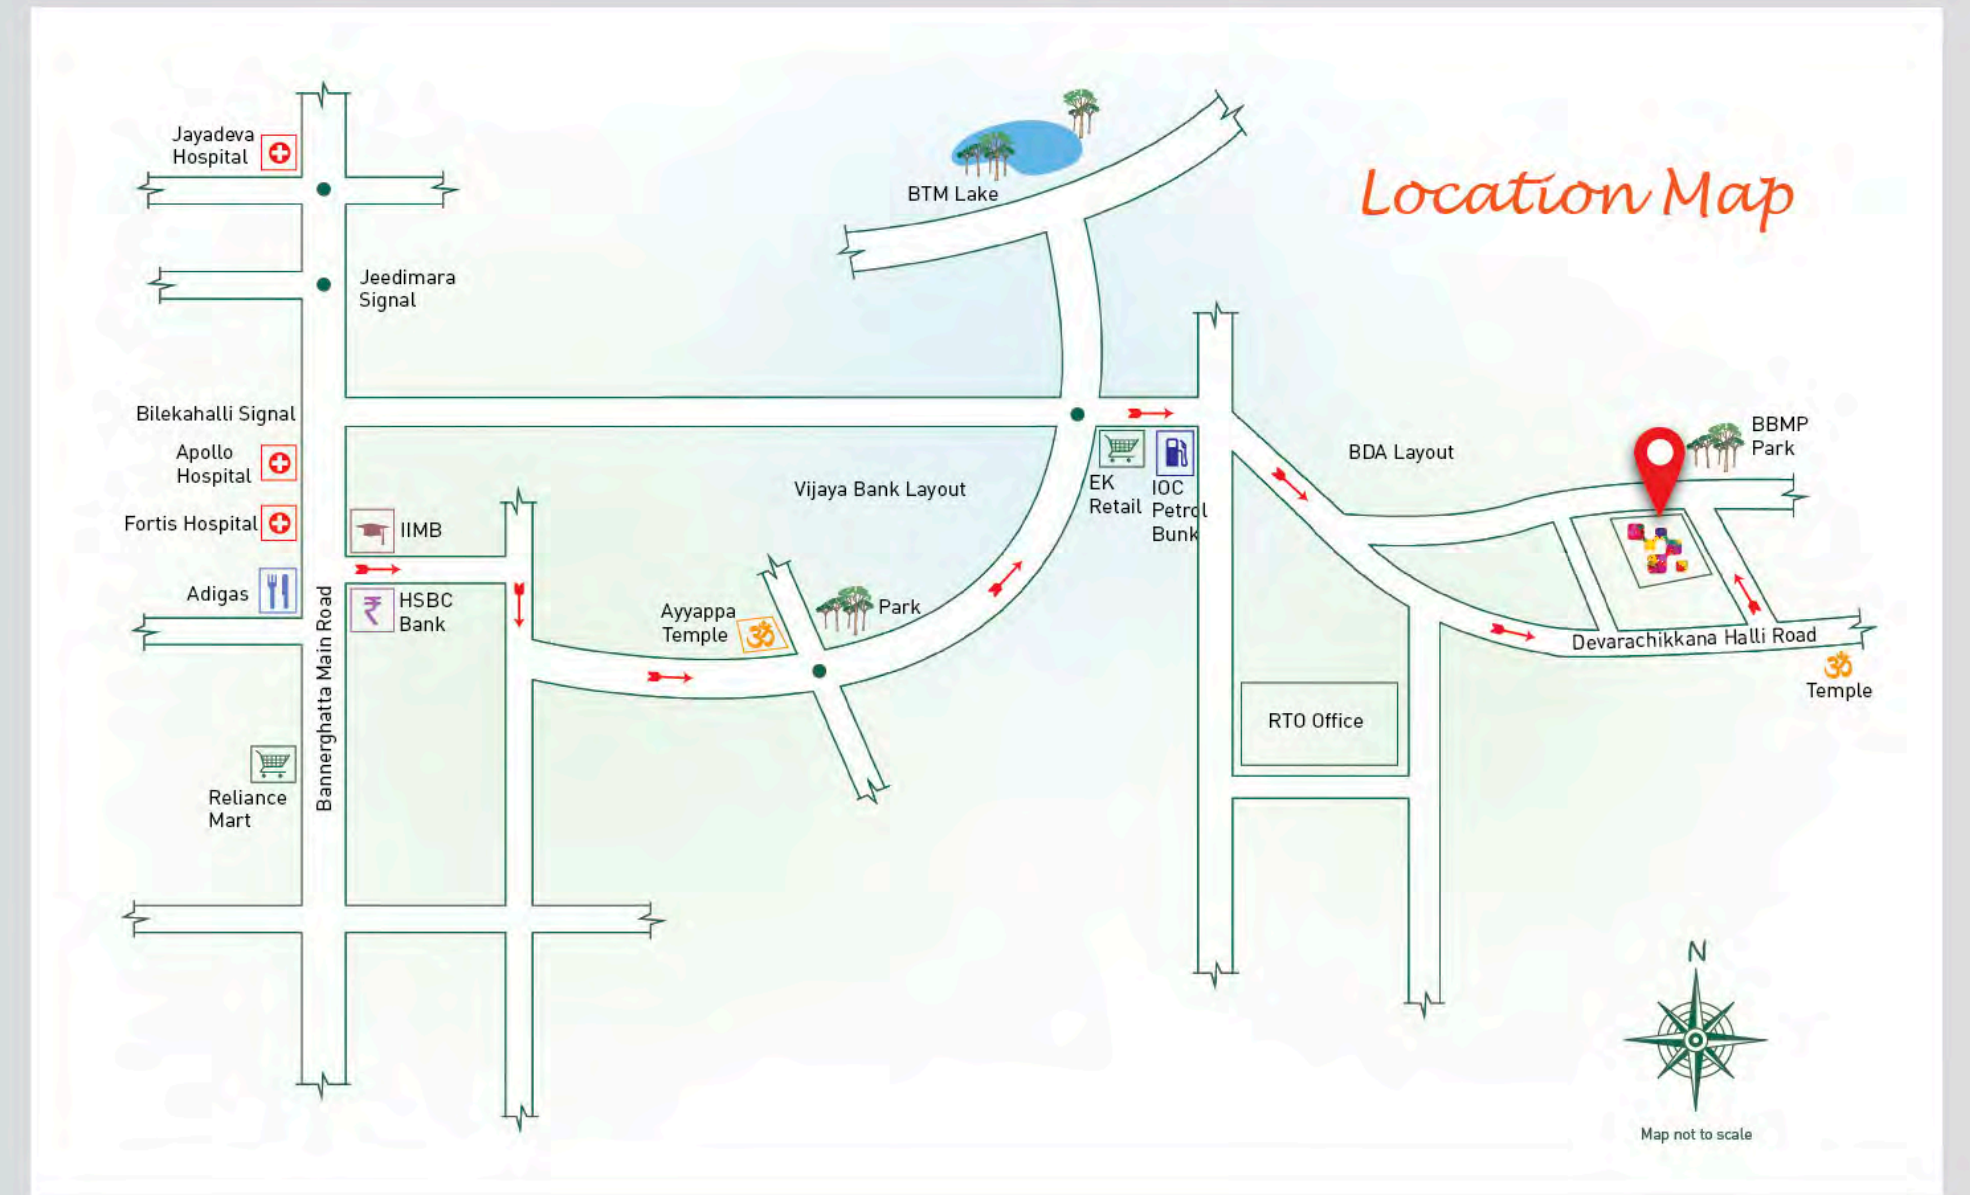 Location Map
Jayadeva
Hospital
BTM Lake
Jeedimara
Signal
Bilekahalli Signal
Apollo
Hospital
Fortis Hospital
IIMB
Adigas
HSBC
Bank
Bannerghatta Main Road
Reliance
Mart
Vijaya Bank Layout
Ayyappa
Temple
Park
EK
Retail
IOC
Petrol
Bunk
BDA Layout
BBMP
Park
Devarachikkana Halli Road
Temple
RTO Office
N
Map not to scale